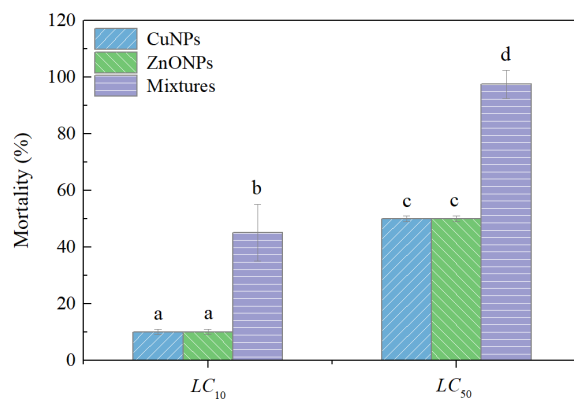 120
100
80
60
40
20
0
Mortality (%)
CuNPs
ZnONPs
Mixtures
a
a
b
c
c
d
LC₁₀
LC₅₀